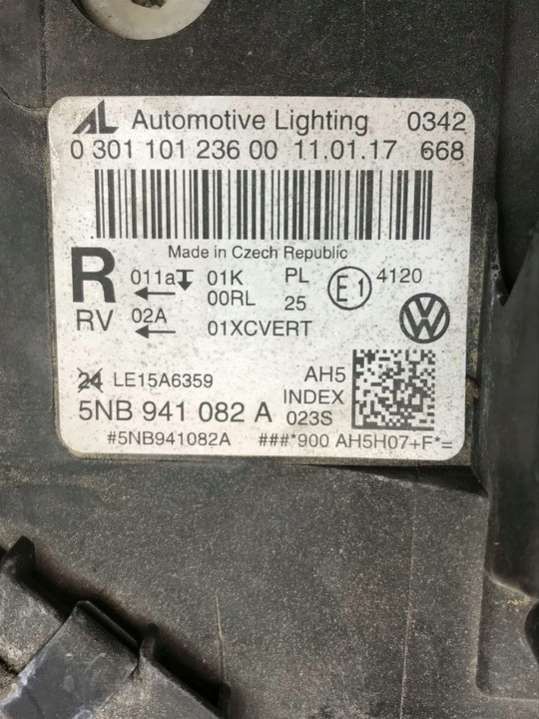 AL Automotive Lighting 0342
0 301 101 236 00 11.01.17 668
Made in Czech Republic
R 011a 01K PL E1 4120
00RL 25
RV 02A 01XCVERT
24 LE15A6359 AH5
5NB 941 082 A INDEX 023S
#5NB941082A ###*900 AH5H07+F*=